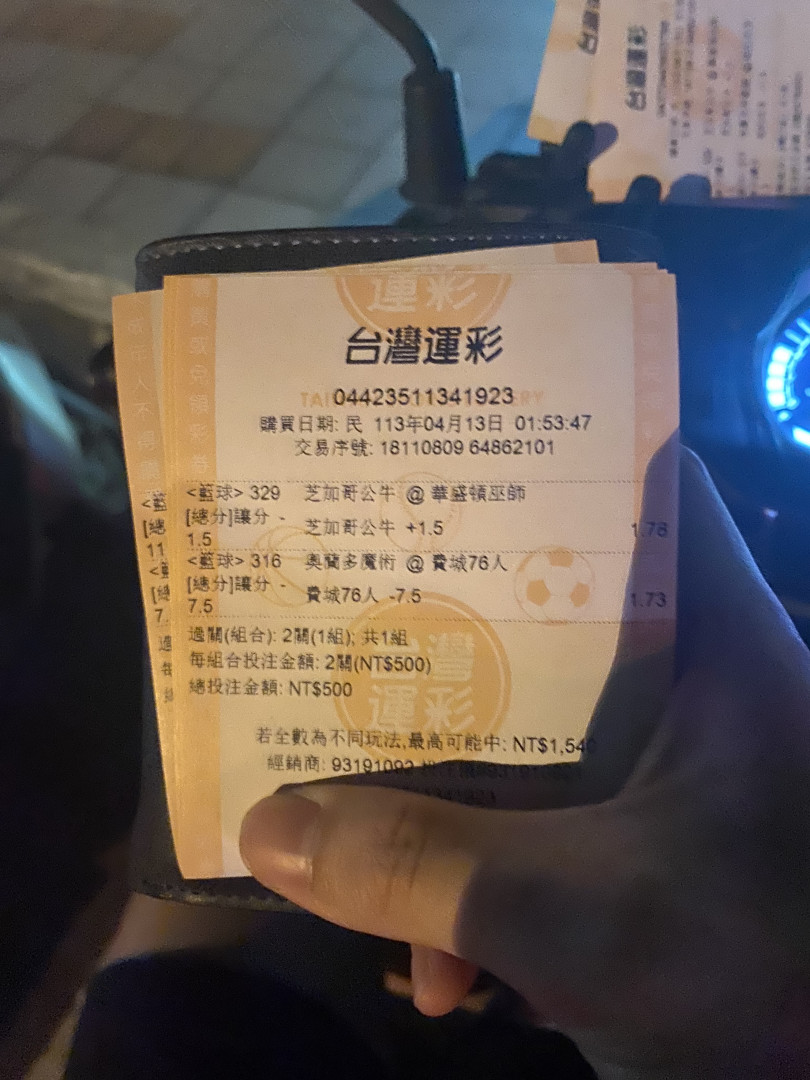 運彩
台灣運彩
04423511341923
購買日期: 民 113年04月13日 01:53:47
交易序號: 18110809 64862101
<籃球> 329 芝加哥公牛 @ 華盛頓巫師
[總分]讓分 -
1.5 芝加哥公牛 +1.5 1.78
<籃球> 316 奧蘭多魔術 @ 費城76人
[總分]讓分 -
7.5 費城76人 -7.5 1.73
過關(組合): 2關(1組); 共1組
每組合投注金額: 2關(NT$500)
總投注金額: NT$500
台灣
運彩
若全數為不同玩法,最高可能中: NT$1,540
經銷商: 93191092